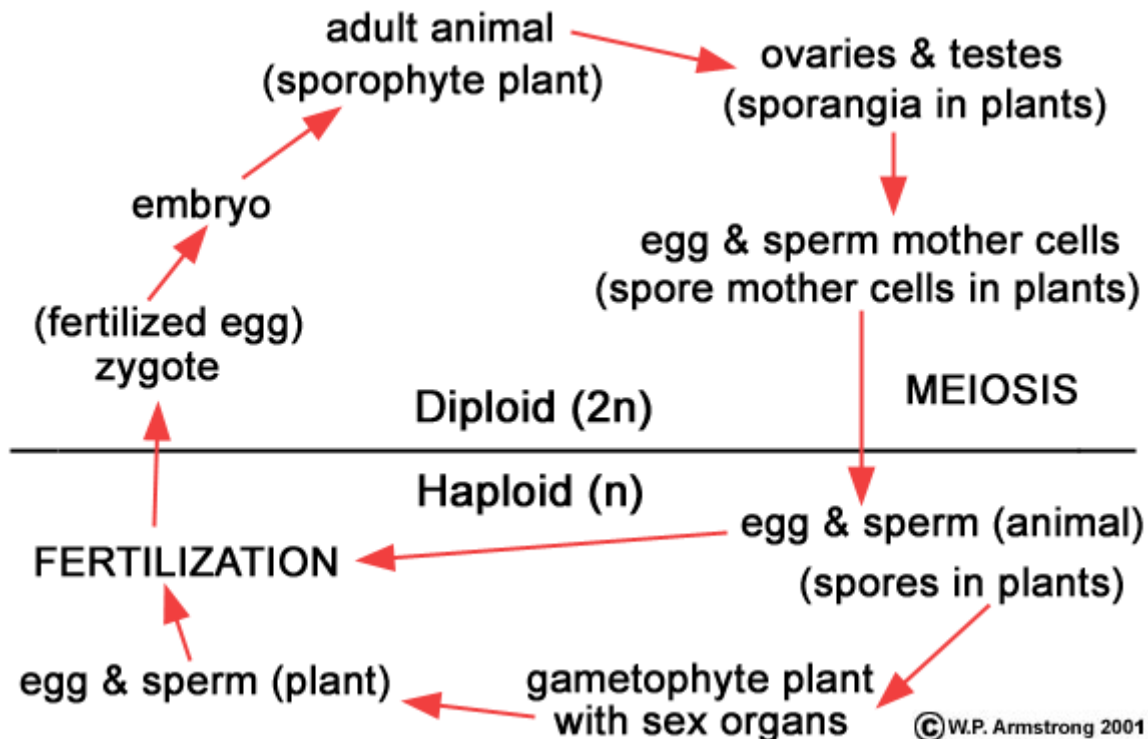 adult animal
(sporophyte plant)
ovaries & testes
(sporangia in plants)
embryo
egg & sperm mother cells
(spore mother cells in plants)
(fertilized egg)
zygote
MEIOSIS
Diploid (2n)
Haploid (n)
egg & sperm (animal)
(spores in plants)
FERTILIZATION
egg & sperm (plant)
gametophyte plant
with sex organs
© W.P. Armstrong 2001